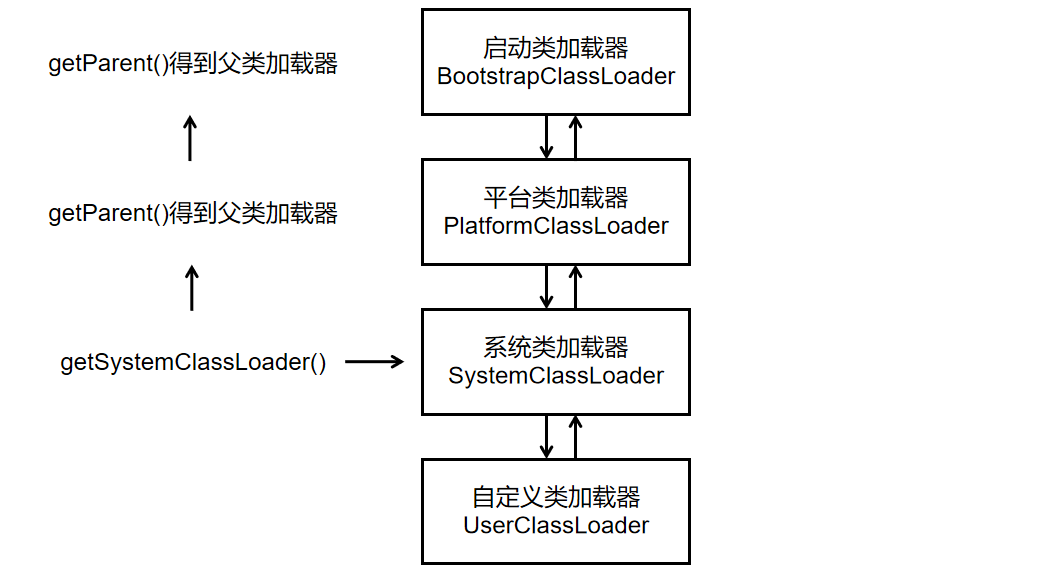 getParent()得到父类加载器
启动类加载器
BootstrapClassLoader
getParent()得到父类加载器
平台类加载器
PlatformClassLoader
getSystemClassLoader()
系统类加载器
SystemClassLoader
自定义类加载器
UserClassLoader